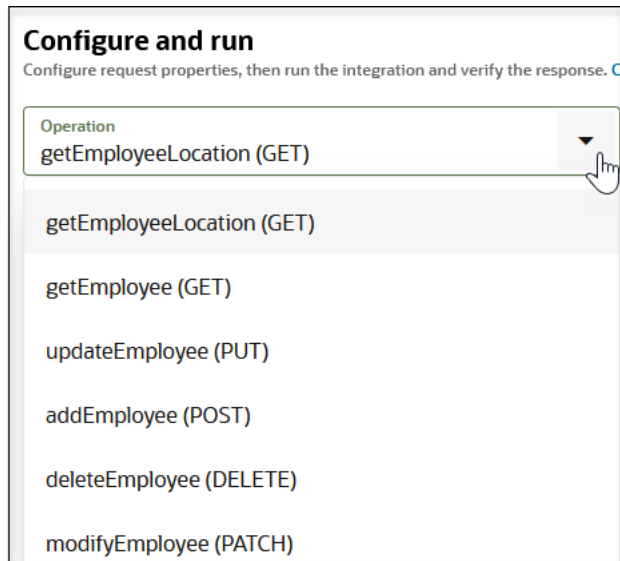 Configure and run
Configure request properties, then run the integration and verify the response. C
Operation
getEmployeeLocation (GET)
getEmployeeLocation (GET)
getEmployee (GET)
updateEmployee (PUT)
addEmployee (POST)
deleteEmployee (DELETE)
modifyEmployee (PATCH)